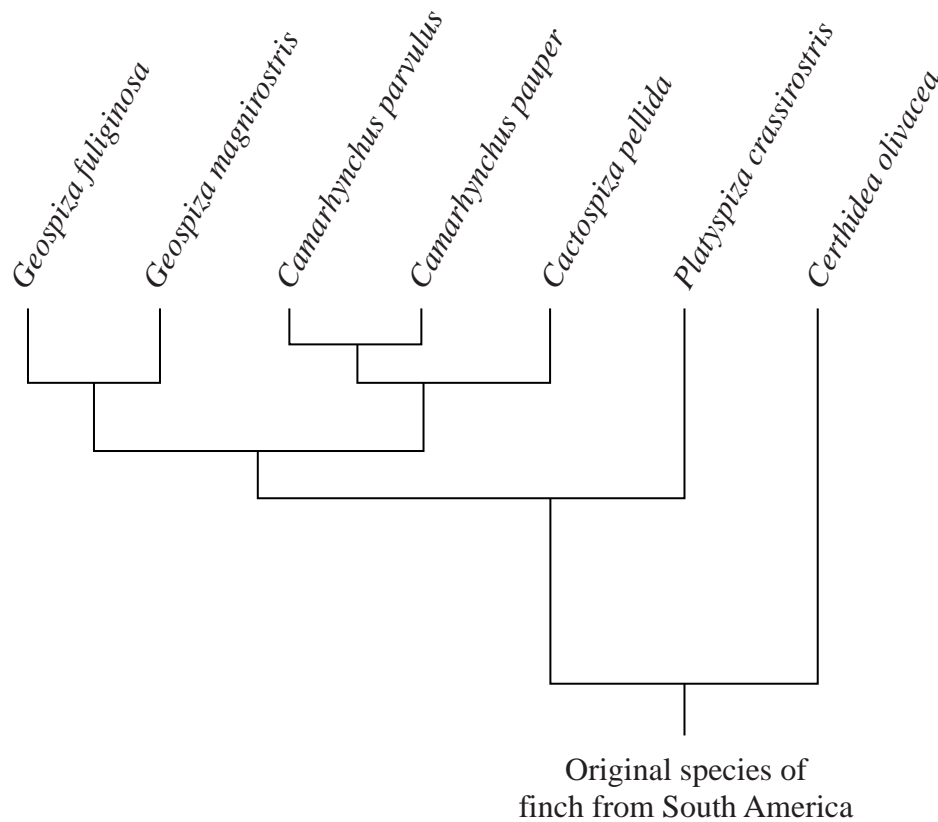 Geospiza fuliginosa
Geospiza magnirostris
Camarhynchus parvulus
Camarhynchus pauper
Cactospiza pellida
Platyspiza crassirostris
Certhidea olivacea
Original species of
finch from South America